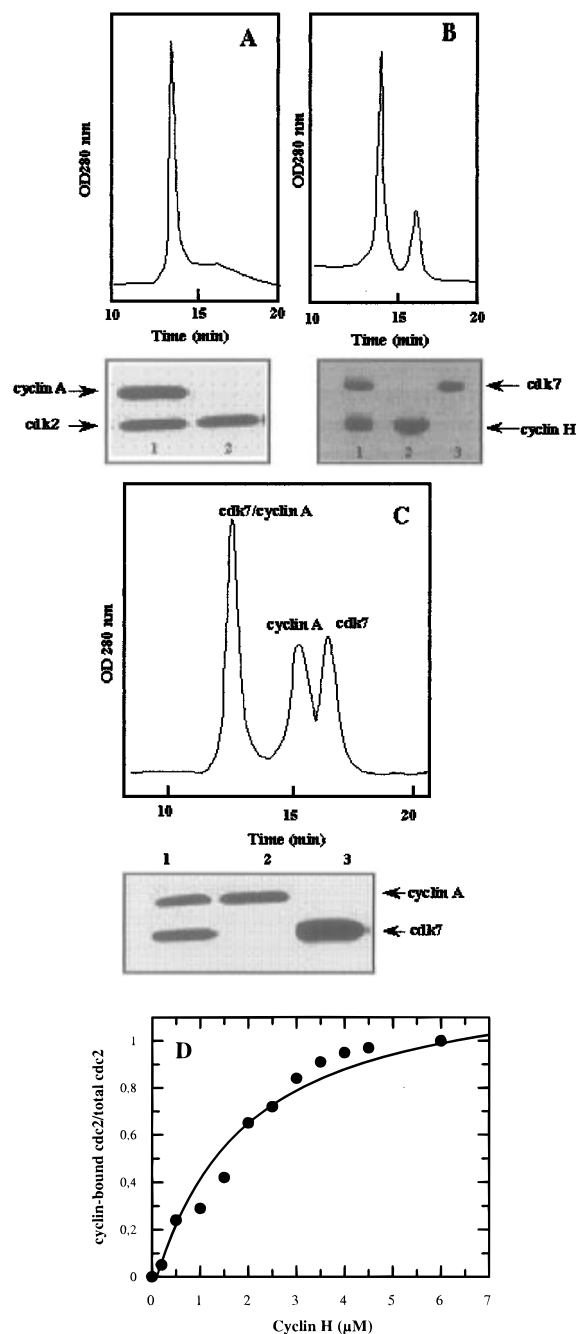 A
B
OD280 nm
OD280 nm
10 15 20
10 15 20
Time (min)
Time (min)
cyclin A
cdk2
1 2
cdk7
cyclin H
1 2 3
C
cdk7/cyclin A
cyclin A
cdk7
OD 280 nm
10 15 20
Time (min)
1 2 3
cyclin A
cdk7
D
cyclin-bound cdc2/total cdc2
1
0.8
0,6
0,4
0,2
0
0 1 2 3 4 5 6 7
Cyclin H (µM)